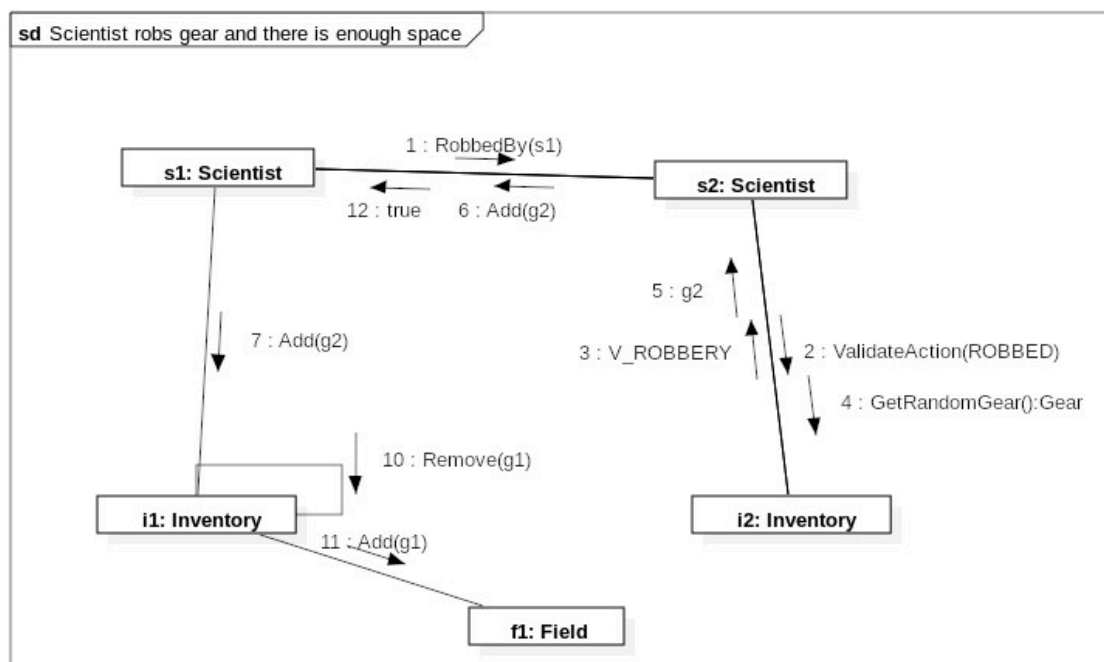 sd Scientist robs gear and there is enough space
1 : RobbedBy(s1)
s1: Scientist
s2: Scientist
12 : true
6 : Add(g2)
5 : g2
7 : Add(g2)
3 : V_ROBBERY
2 : ValidateAction(ROBBED)
4 : GetRandomGear():Gear
10 : Remove(g1)
i1: Inventory
i2: Inventory
11 : Add(g1)
f1: Field